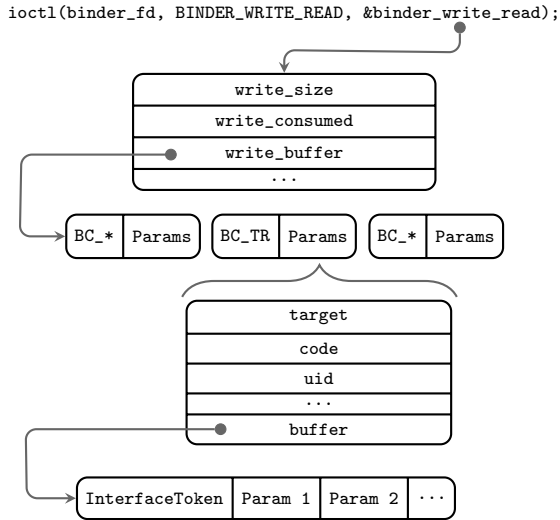 ioctl(binder_fd, BINDER_WRITE_READ, &binder_write_read);
write_size
write_consumed
write_buffer
...
BC_* Params BC_TR Params BC_* Params
target
code
uid
...
buffer
InterfaceToken Param 1 Param 2 ...